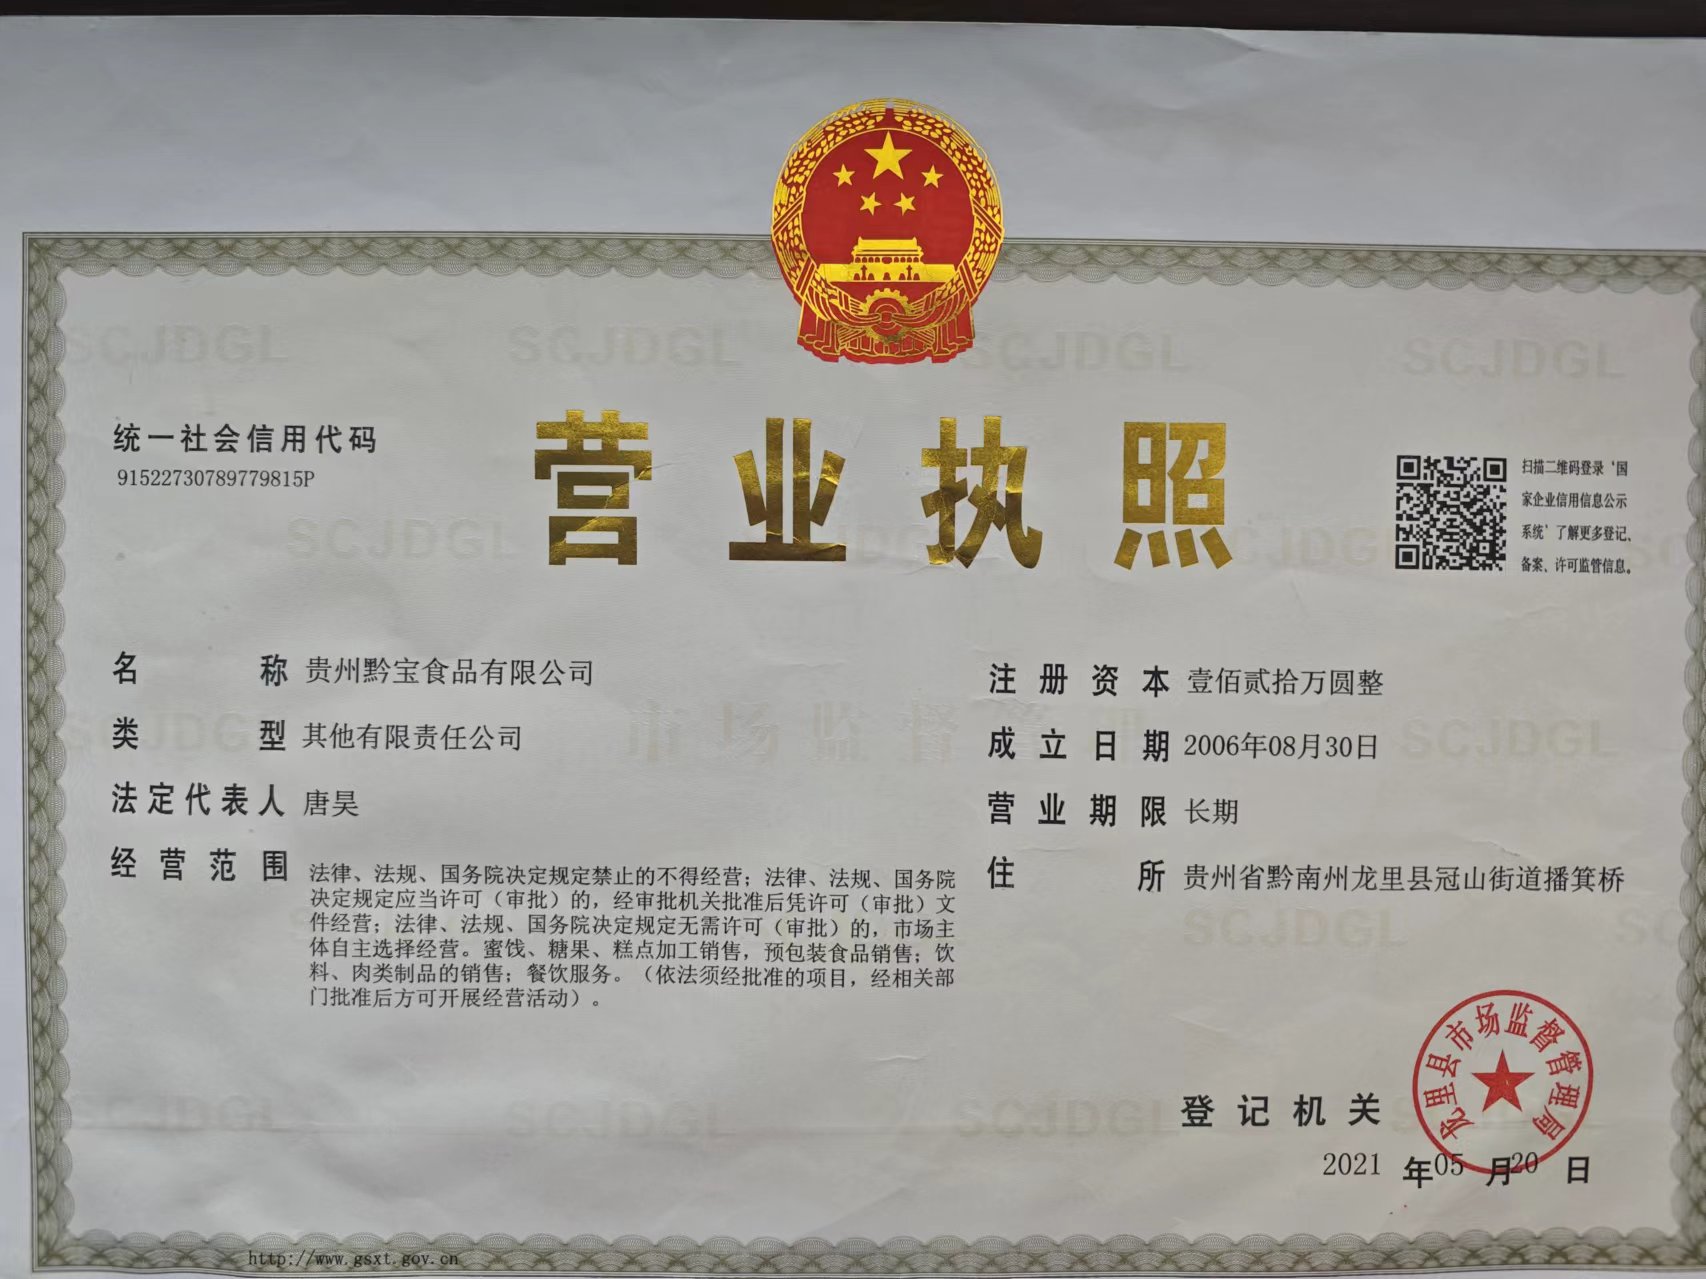 统一社会信用代码
91522730789779815P
营业执照
扫描二维码登录‘国
家企业信用信息公示
系统’了解更多登记、
备案、许可监管信息。
名称 贵州黔宝食品有限公司
类型 其他有限责任公司
法定代表人 唐昊
经营范围 法律、法规、国务院决定规定禁止的不得经营；法律、法规、国务院
决定规定应当许可（审批）的，经审批机关批准后凭许可（审批）文
件经营；法律、法规、国务院决定规定无需许可（审批）的，市场主
体自主选择经营。蜜饯、糖果、糕点加工销售，预包装食品销售；饮
料、肉类制品的销售；餐饮服务。（依法须经批准的项目，经相关部
门批准后方可开展经营活动）。
注册资本 壹佰贰拾万圆整
成立日期 2006年08月30日
营业期限 长期
住所 贵州省黔南州龙里县冠山街道播箕桥
登记机关
龙里县市场监督管理局
2021 年05 月20 日
http://www.gsxt.gov.cn
SCJDGL
市场监督管理